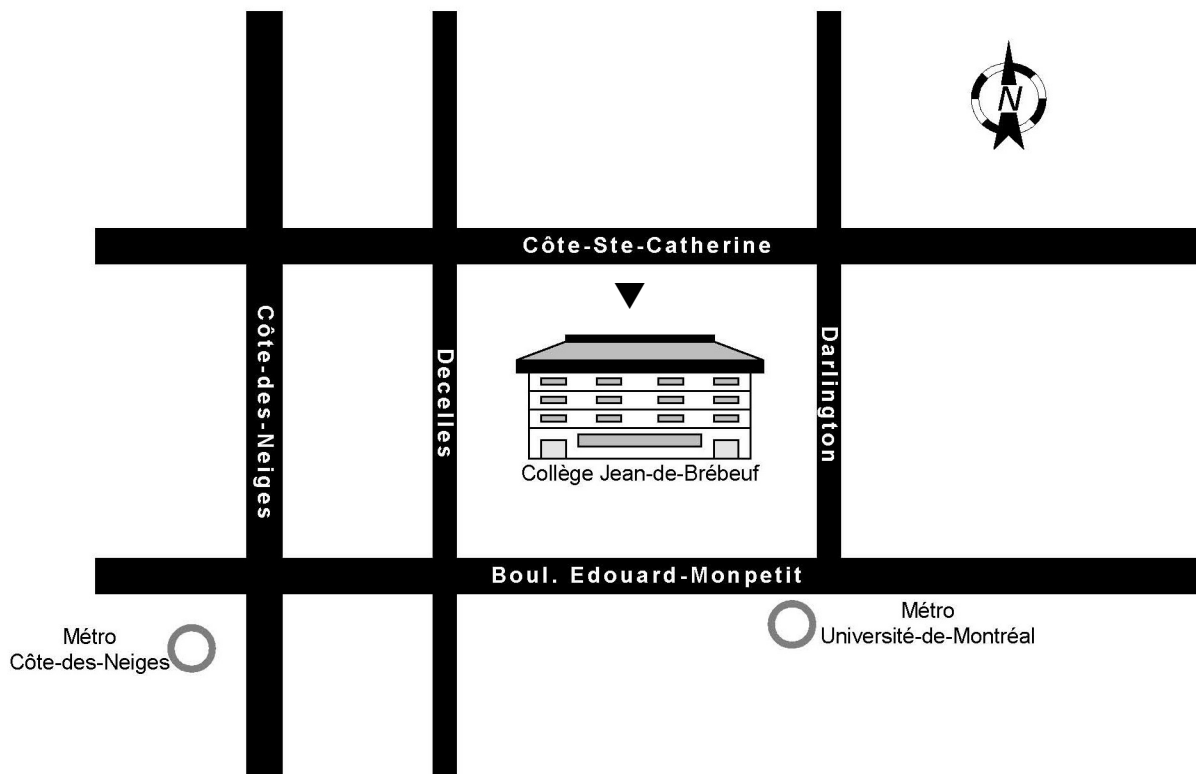 N
Côte-Ste-Catherine
Côte-des-Neiges
Decelles
Darlington
Collège Jean-de-Brébeuf
Boul. Edouard-Monpetit
Métro
Côte-des-Neiges
Métro
Université-de-Montréal